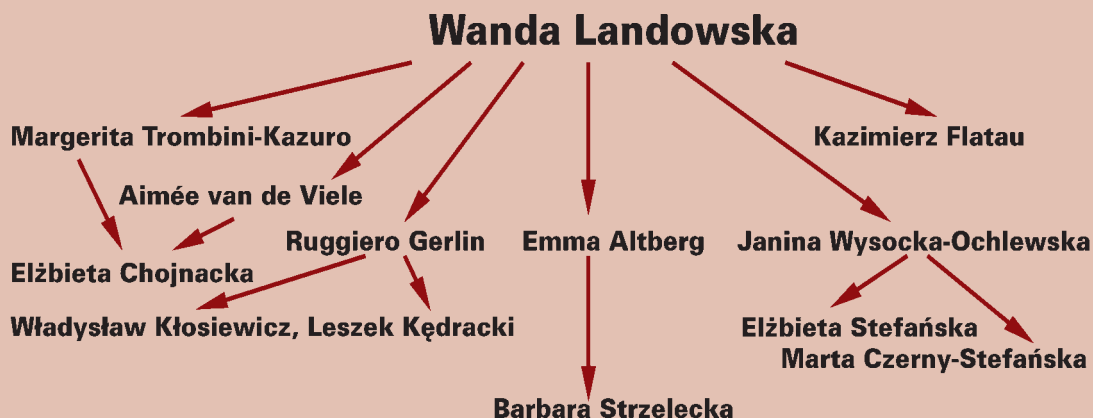 Wanda Landowska
Margerita Trombini-Kazuro
Kazimierz Flatau
Aimée van de Viele
Ruggiero Gerlin
Emma Altberg
Janina Wysocka-Ochlewska
Elżbieta Chojnacka
Władysław Kłosiewicz, Leszek Kędracki
Elżbieta Stefańska
Marta Czerny-Stefańska
Barbara Strzelecka